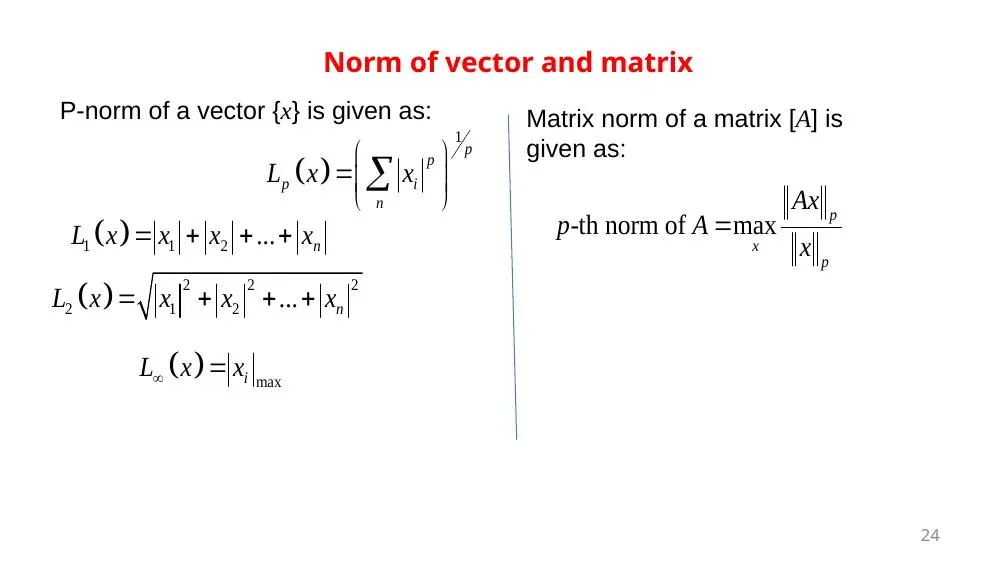 Norm of vector and matrix
P-norm of a vector {x} is given as:
L_p(x)=(∑_n |x_i|^p)^{1/p}
L_1(x)=|x_1|+|x_2|+...+|x_n|
L_2(x)=√(|x_1|^2+|x_2|^2+...+|x_n|^2)
L_∞(x)=|x_i|_max
Matrix norm of a matrix [A] is
given as:
p-th norm of A=max_x ‖Ax‖_p/‖x‖_p
24